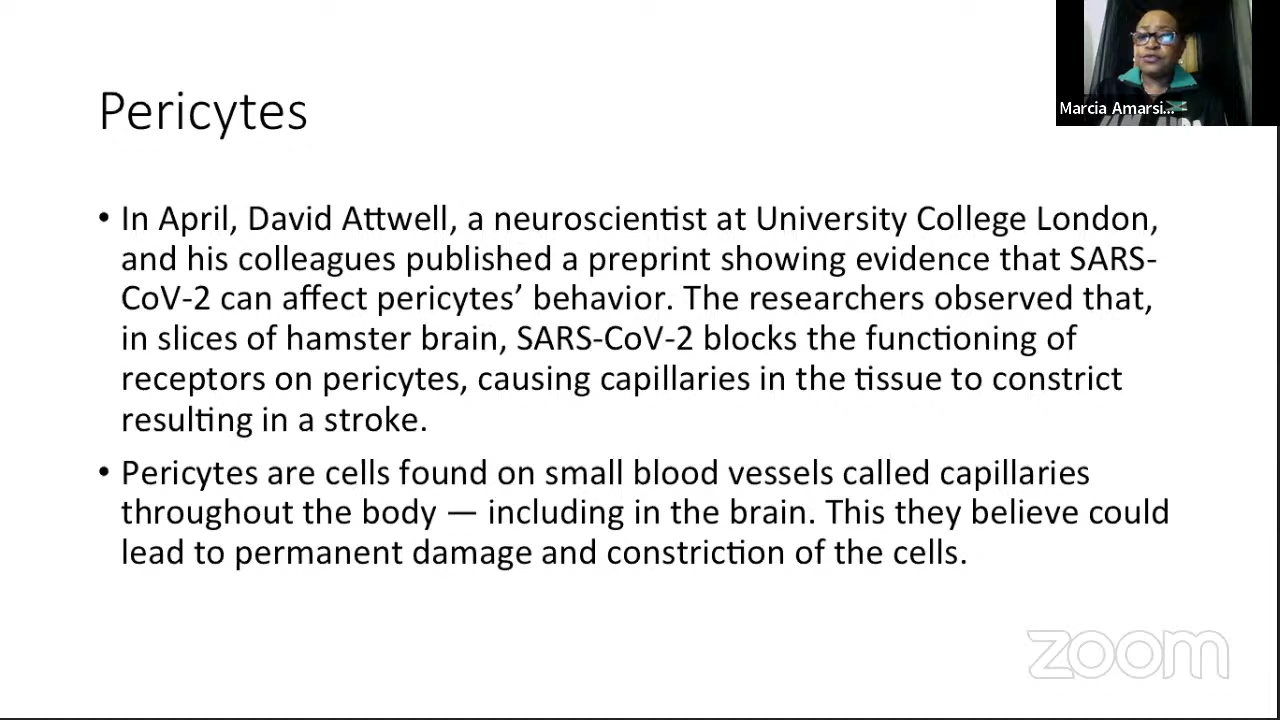 Pericytes
Marcia Amarsi...
• In April, David Attwell, a neuroscientist at University College London,
and his colleagues published a preprint showing evidence that SARS-
CoV-2 can affect pericytes’ behavior. The researchers observed that,
in slices of hamster brain, SARS-CoV-2 blocks the functioning of
receptors on pericytes, causing capillaries in the tissue to constrict
resulting in a stroke.
• Pericytes are cells found on small blood vessels called capillaries
throughout the body — including in the brain. This they believe could
lead to permanent damage and constriction of the cells.
zoom